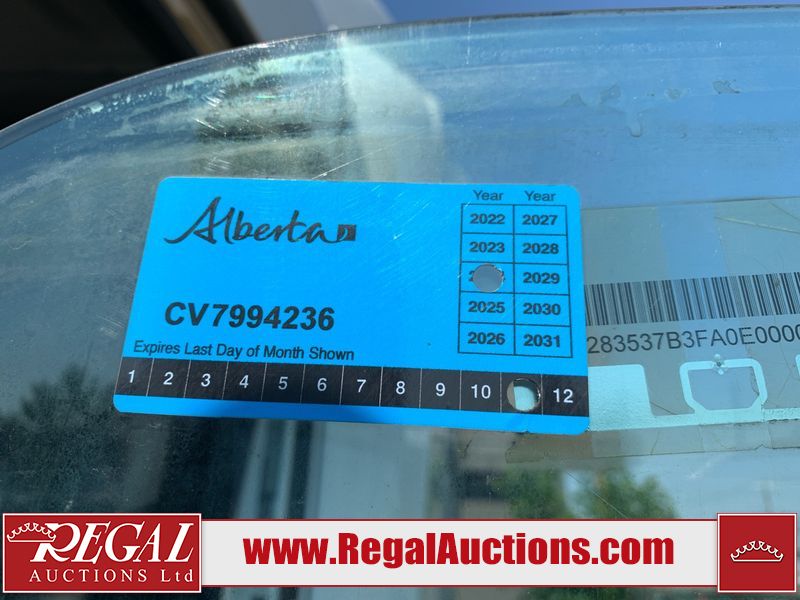 Alberta
Year Year
2022 2027
2023 2028
2029
CV7994236
2025 2030
2026 2031
Expires Last Day of Month Shown
1 2 3 4 5 6 7 8 9 10 12
283537B3FA0E000
REGAL
AUCTIONS Ltd
www.RegalAuctions.com